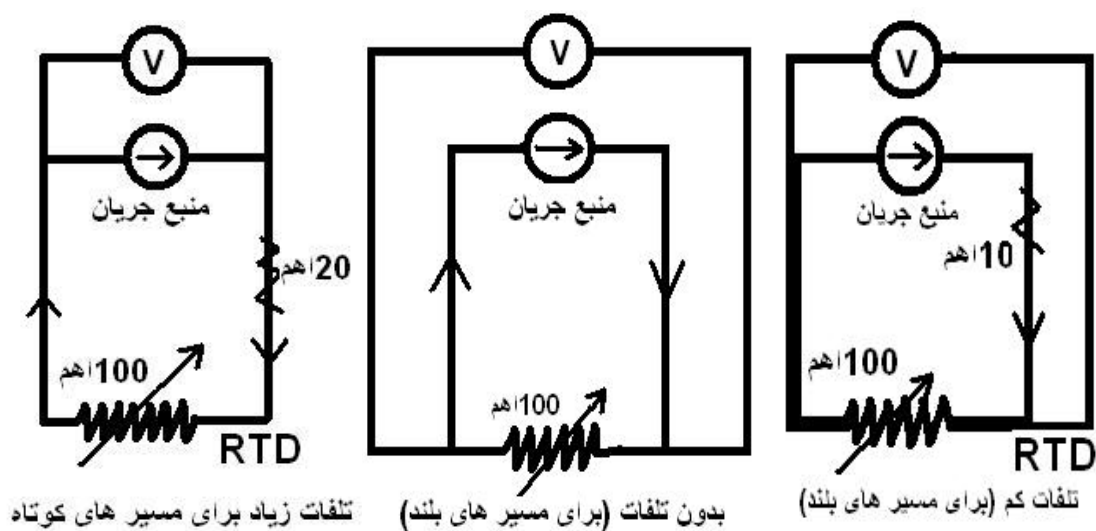 V
منبع جریان
20اهم
100اهم
RTD
تلفات زیاد برای مسیر های کوتاه
V
منبع جریان
100اهم
بدون تلفات (برای مسیر های بلند)
V
منبع جریان
10اهم
100اهم
RTD
تلفات کم (برای مسیر های بلند)